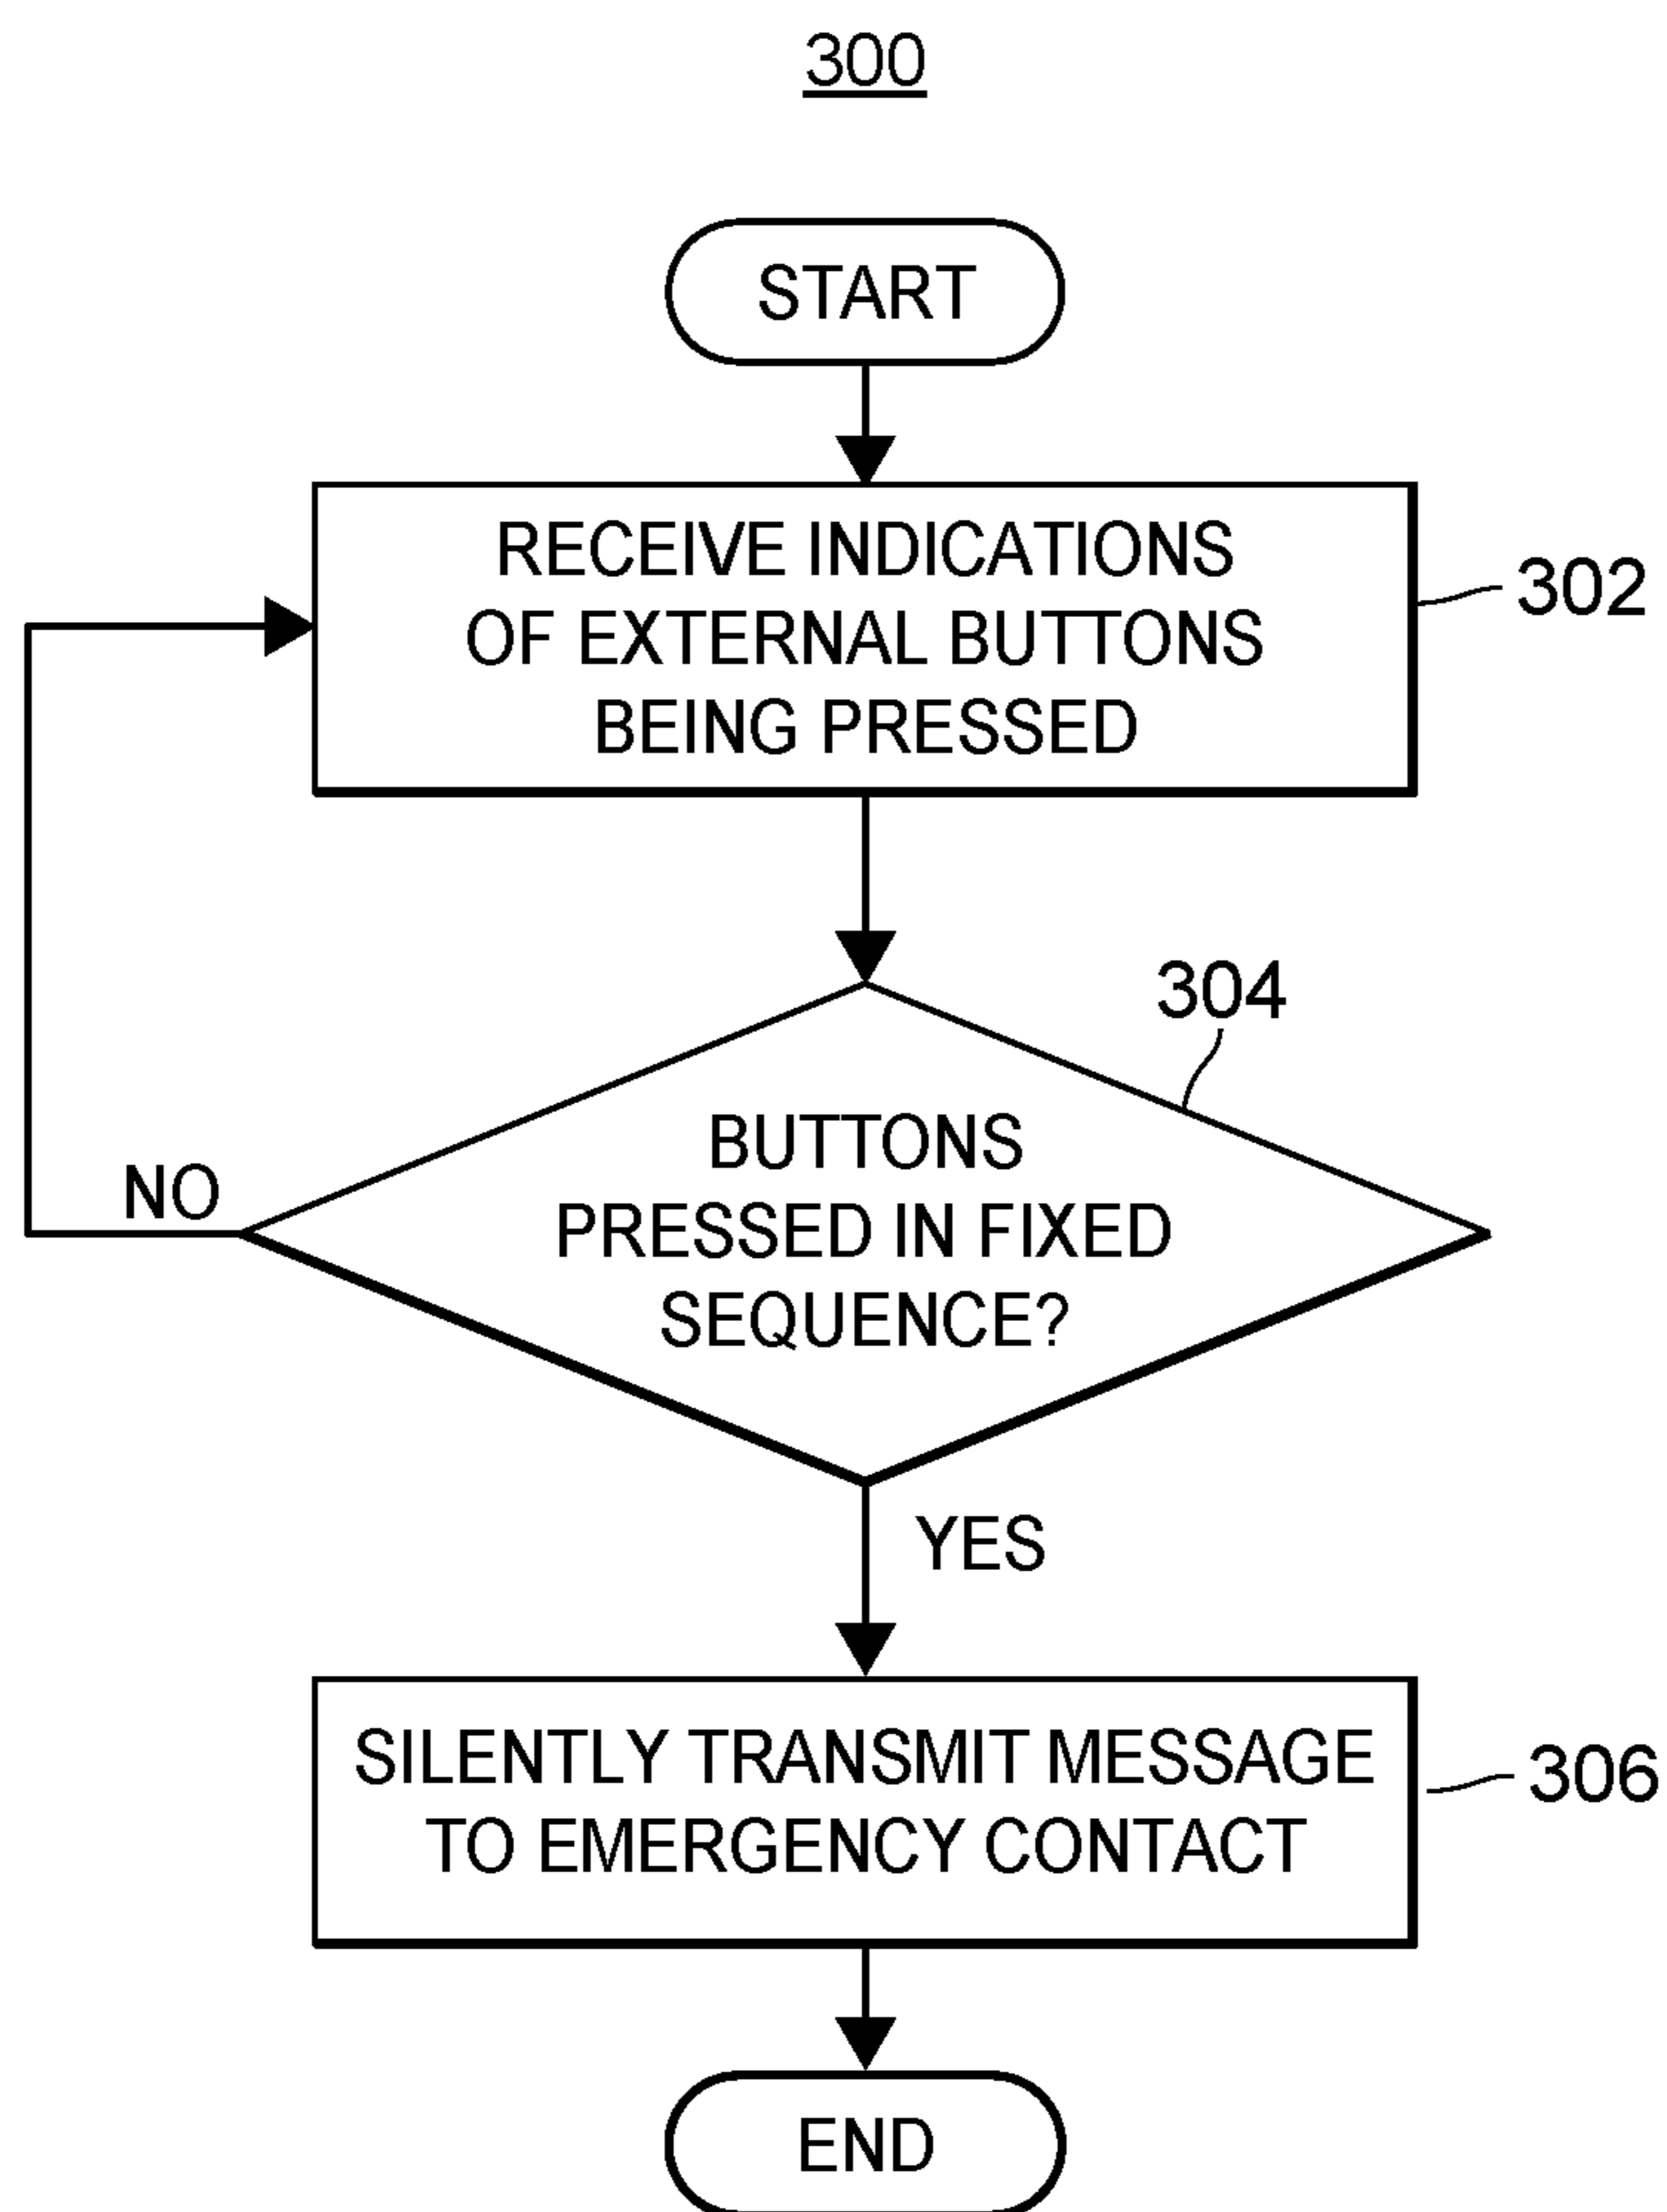 300
START
RECEIVE INDICATIONS
OF EXTERNAL BUTTONS
BEING PRESSED
302
304
BUTTONS
PRESSED IN FIXED
SEQUENCE?
NO
YES
SILENTLY TRANSMIT MESSAGE
TO EMERGENCY CONTACT
306
END